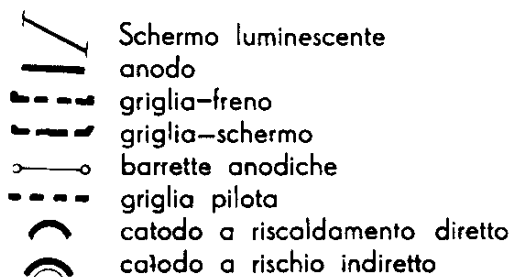 Schermo luminescente
anodo
griglia–freno
griglia–schermo
barrette anodiche
griglia pilota
catodo a riscaldamento diretto
catodo a rischio indiretto